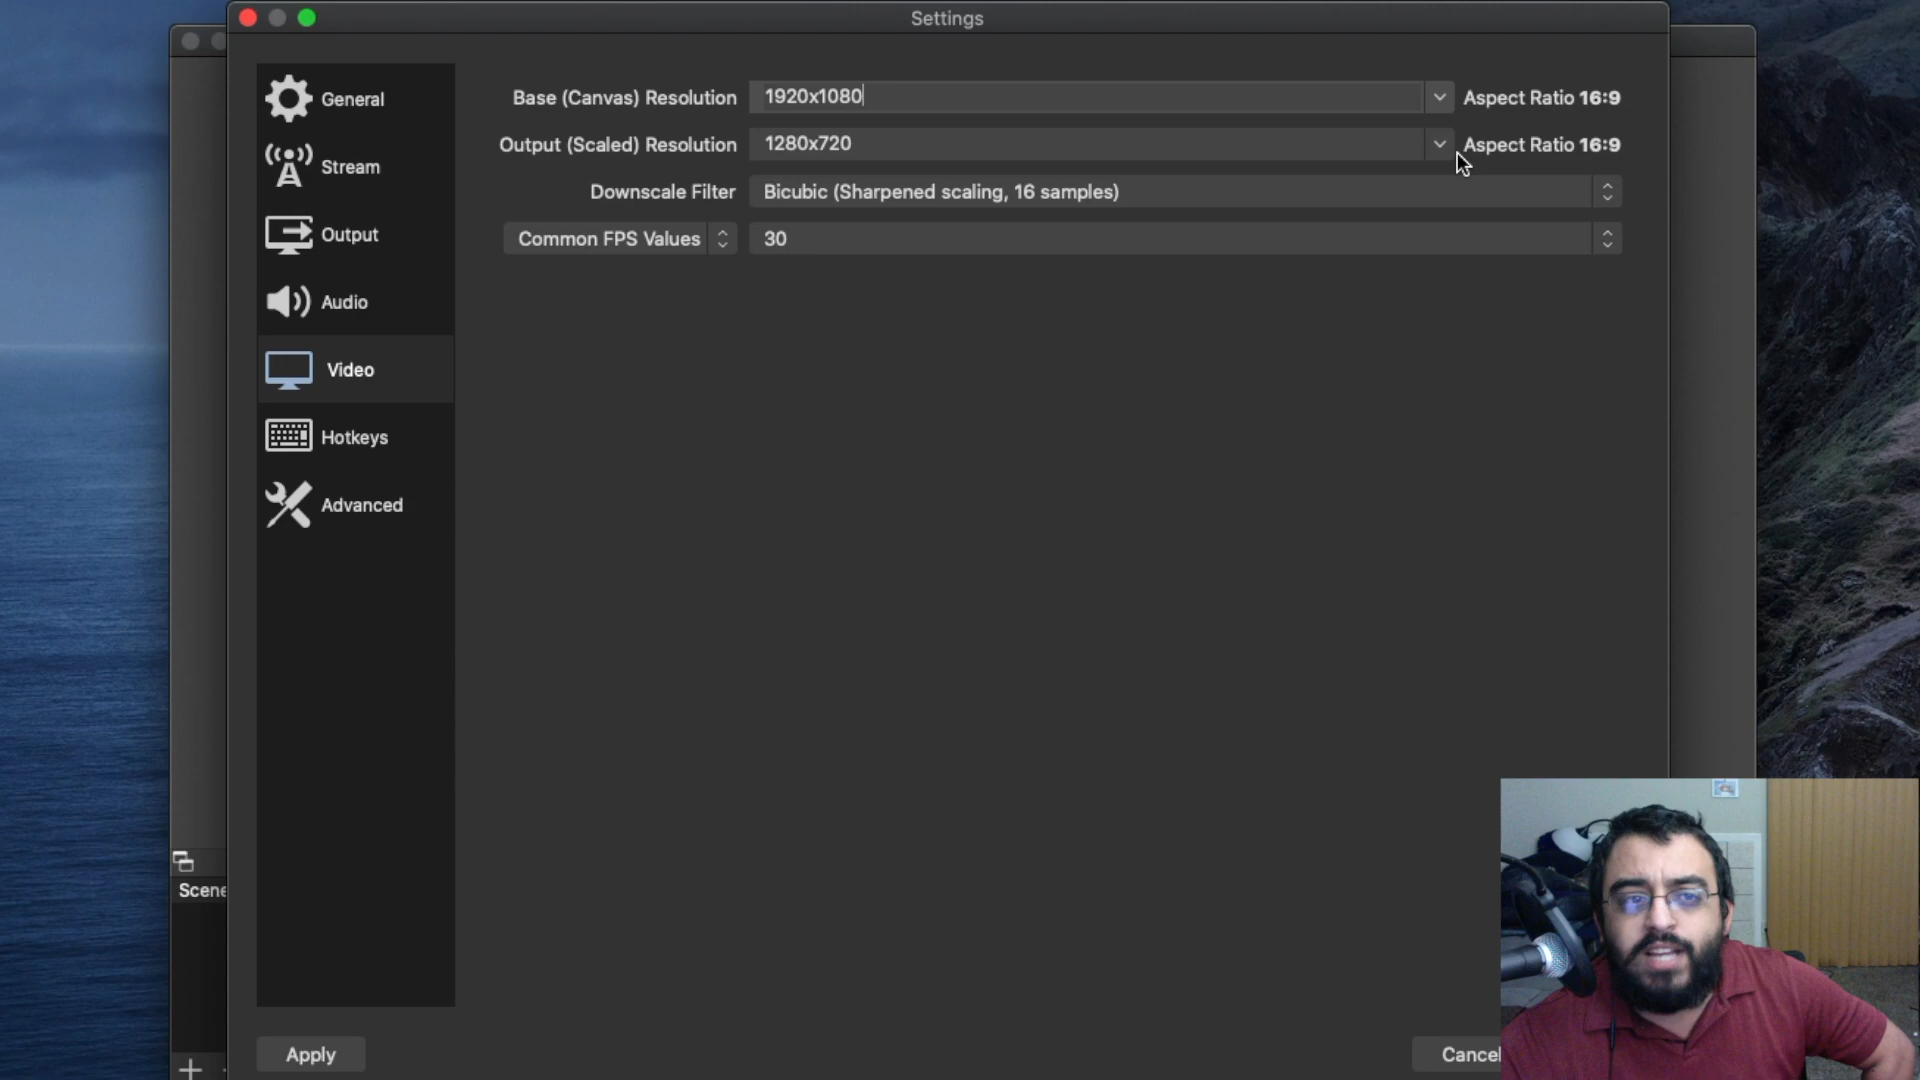 Settings
General
Stream
Output
Audio
Video
Hotkeys
Advanced
Base (Canvas) Resolution 1920x1080 Aspect Ratio 16:9
Output (Scaled) Resolution 1280x720 Aspect Ratio 16:9
Downscale Filter Bicubic (Sharpened scaling, 16 samples)
Common FPS Values 30
Scene
Apply
Cancel